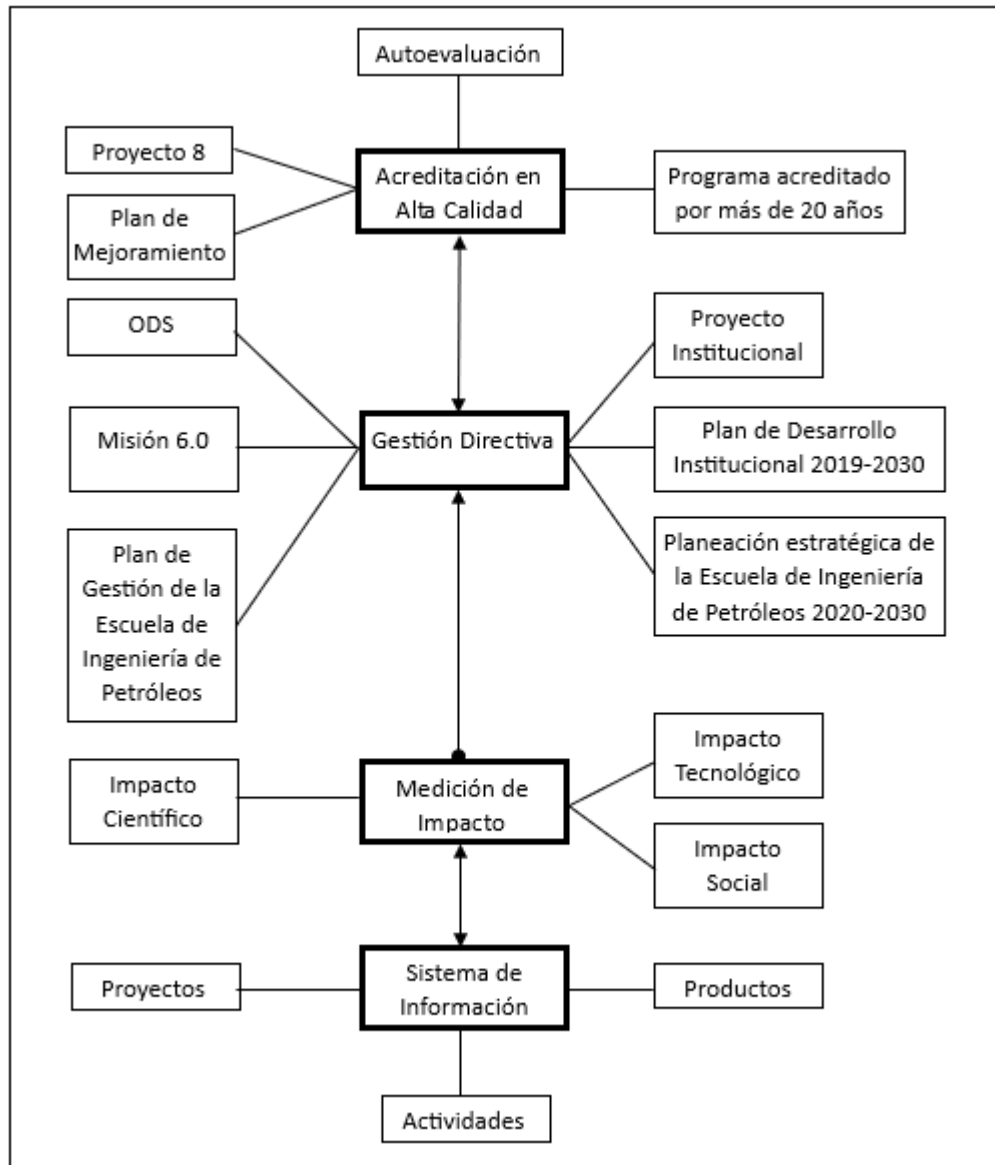 Autoevaluación
Proyecto 8
Acreditación en
Alta Calidad
Programa acreditado
por más de 20 años
Plan de
Mejoramiento
ODS
Proyecto
Institucional
Misión 6.0
Gestión Directiva
Plan de Desarrollo
Institucional 2019-2030
Plan de
Gestión de la
Escuela de
Ingeniería de
Petróleos
Planeación estratégica de
la Escuela de Ingeniería
de Petróleos 2020-2030
Impacto
Científico
Medición de
Impacto
Impacto
Tecnológico
Impacto
Social
Proyectos
Sistema de
Información
Productos
Actividades